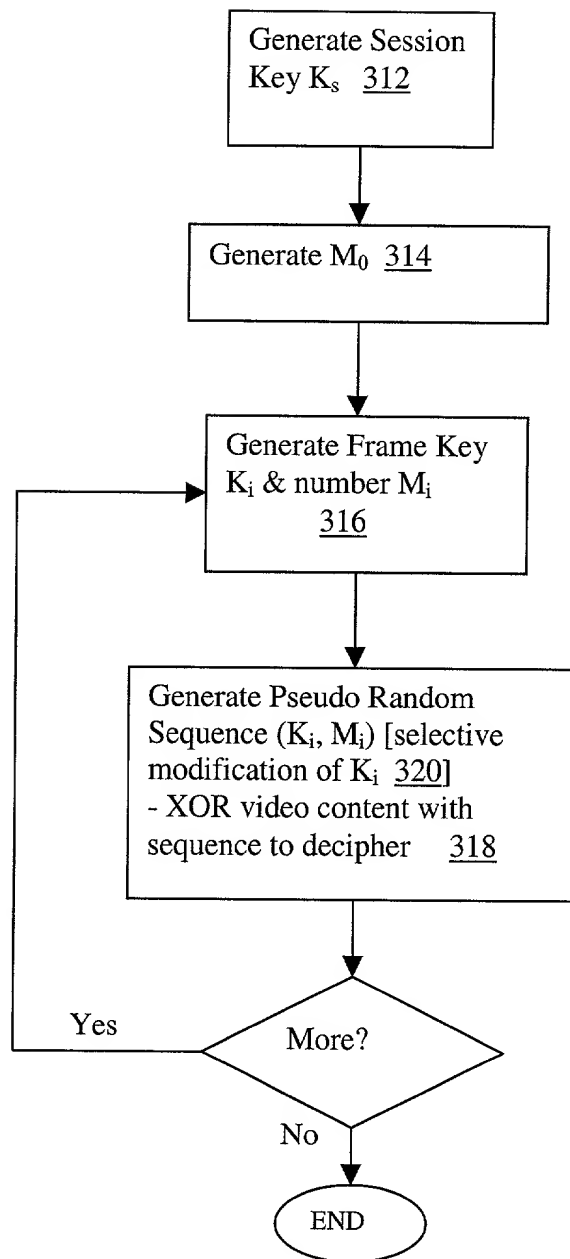 Generate Session
Key Kₛ 312
Generate M₀ 314
Generate Frame Key
Kᵢ & number Mᵢ
316
Generate Pseudo Random
Sequence (Kᵢ, Mᵢ) [selective
modification of Kᵢ 320]
- XOR video content with
sequence to decipher 318
Yes
More?
No
END